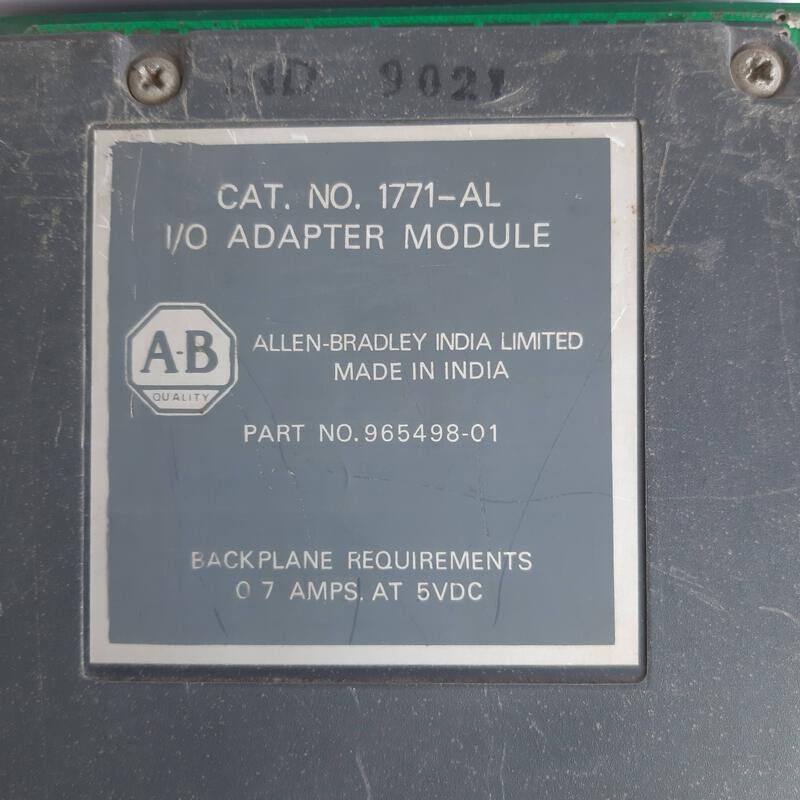 IND 9021
CAT. NO. 1771-AL
I/O ADAPTER MODULE
A-B
QUALITY
ALLEN-BRADLEY INDIA LIMITED
MADE IN INDIA
PART NO. 965498-01
BACKPLANE REQUIREMENTS
0 7 AMPS. AT 5VDC